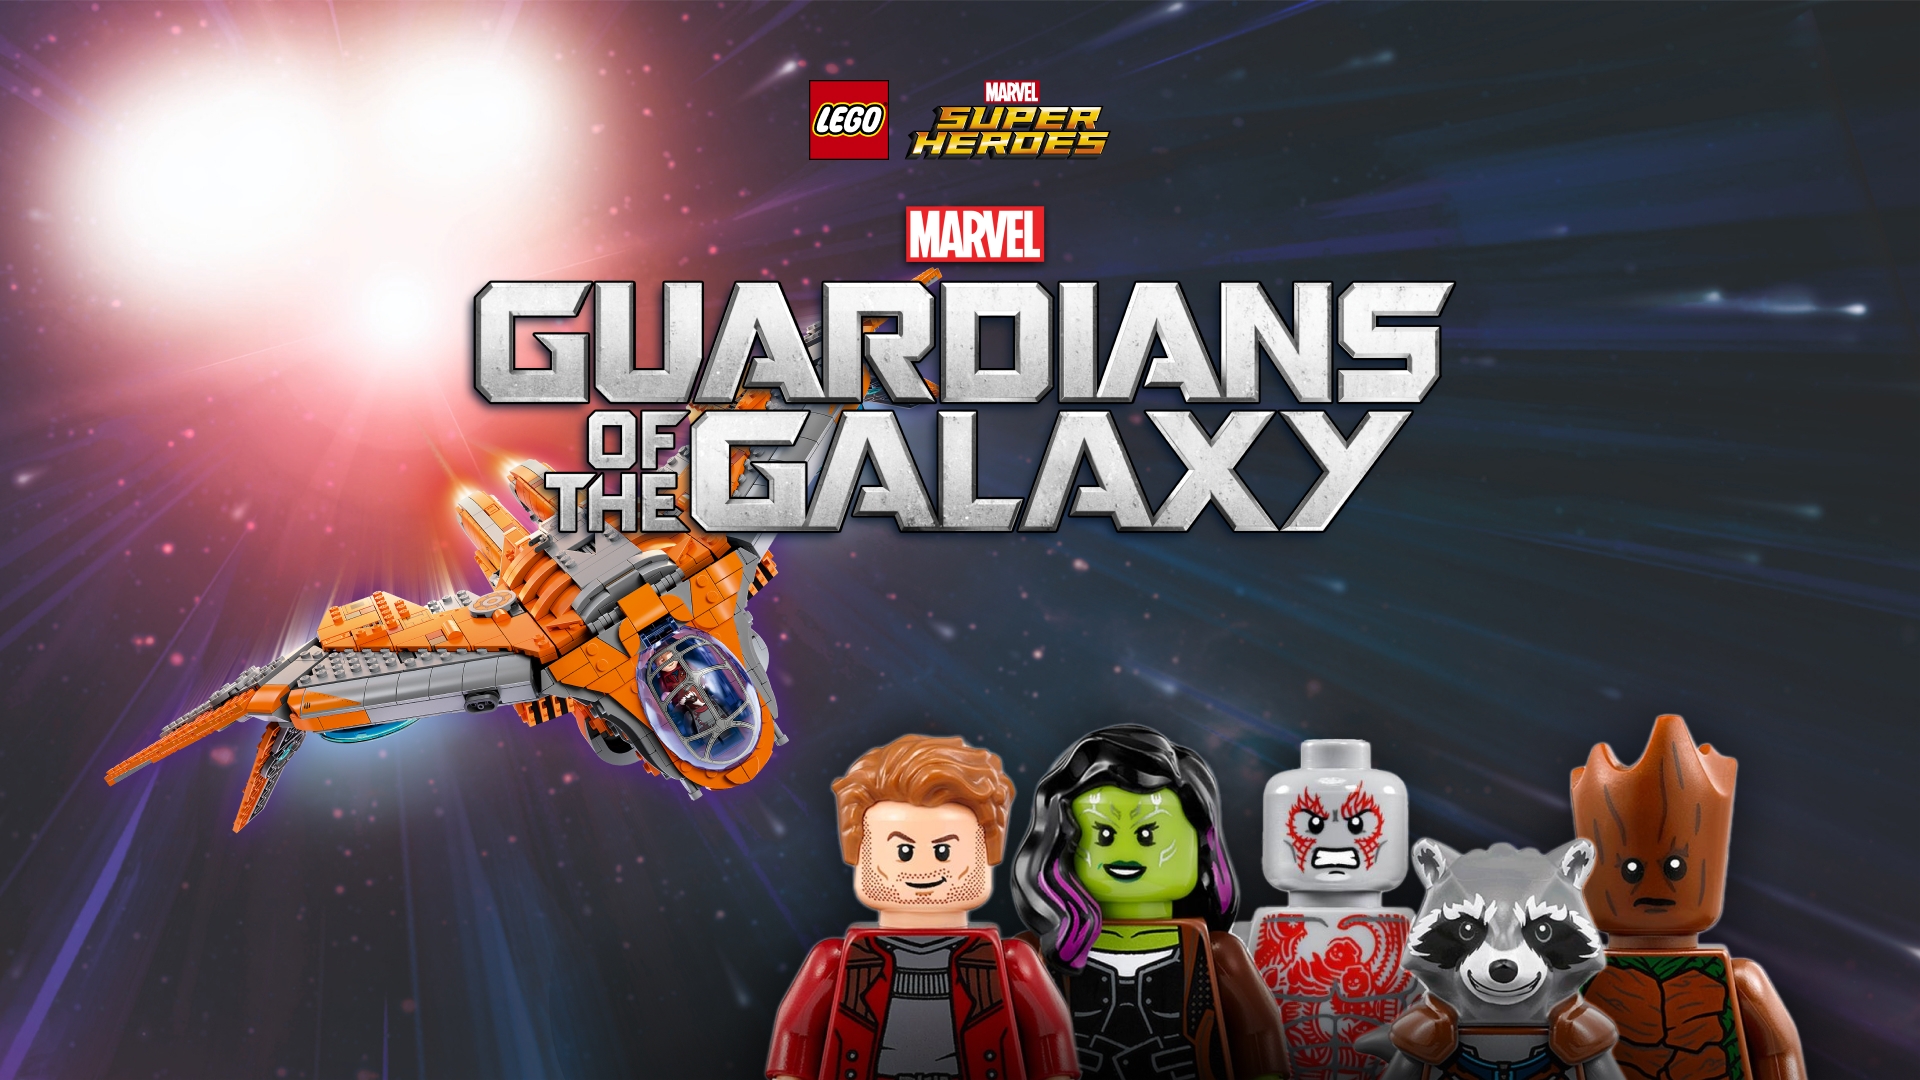 LEGO
MARVEL
SUPER
HEROES
MARVEL
GUARDIANS
OF
THE
GALAXY